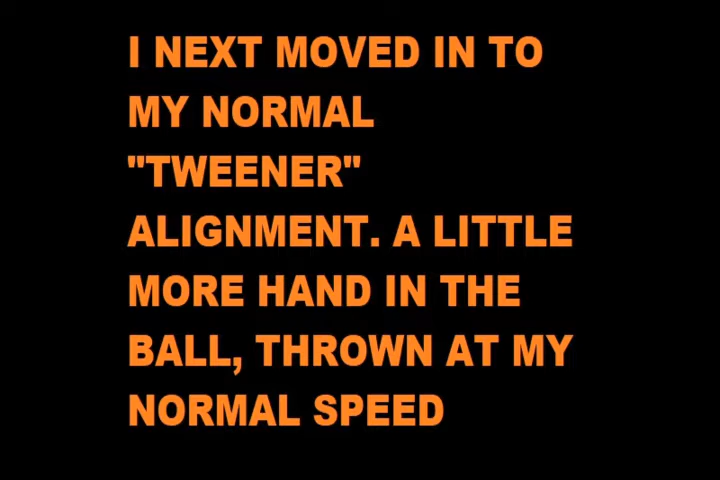 I NEXT MOVED IN TO
MY NORMAL
"TWEENER"
ALIGNMENT. A LITTLE
MORE HAND IN THE
BALL, THROWN AT MY
NORMAL SPEED